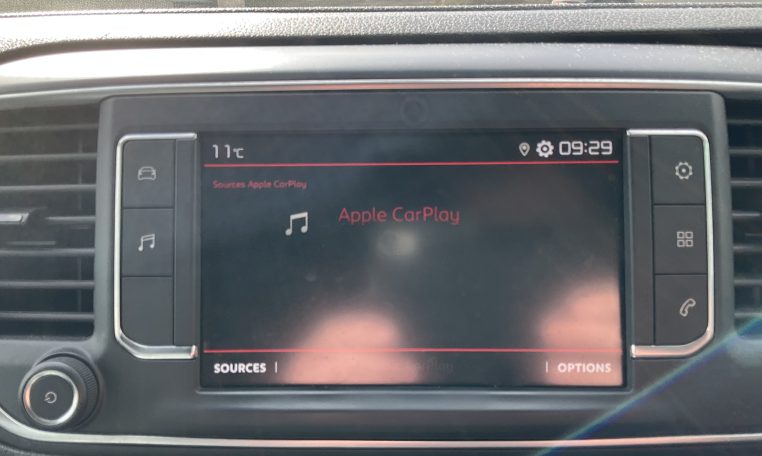 11°C
09:29
Sources Apple CarPlay
Apple CarPlay
SOURCES |
| OPTIONS